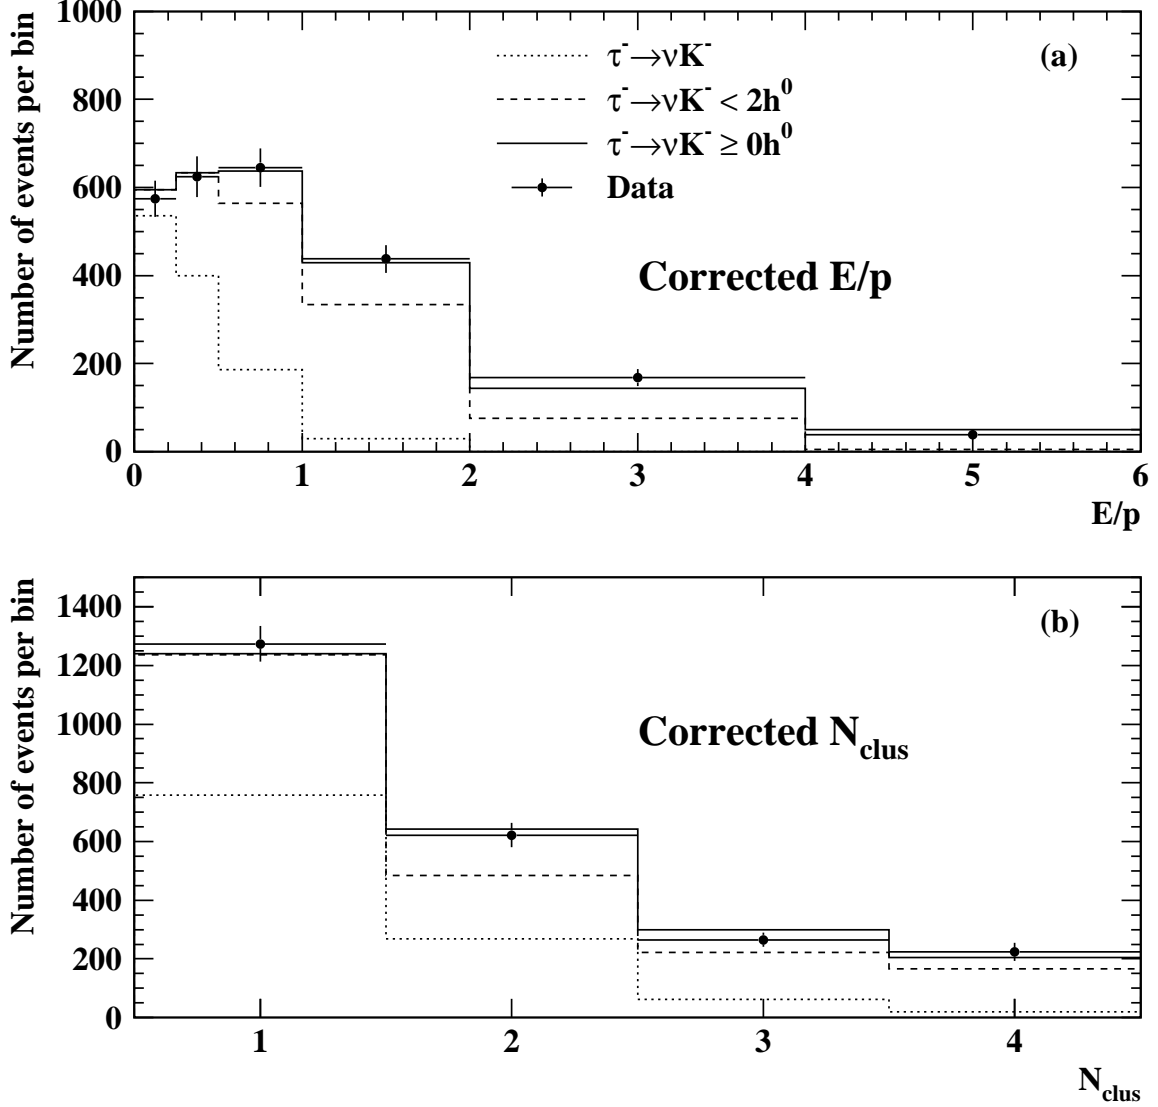 Number of events per bin
1000
800
600
400
200
0
τ⁻→νK⁻
τ⁻→νK⁻ < 2h⁰
τ⁻→νK⁻ ≥ 0h⁰
Data
(a)
Corrected E/p
0 1 2 3 4 5 6
E/p
Number of events per bin
1400
1200
1000
800
600
400
200
0
(b)
Corrected N_clus
1 2 3 4
N_clus